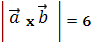 | a⃗ x b⃗ | = 6